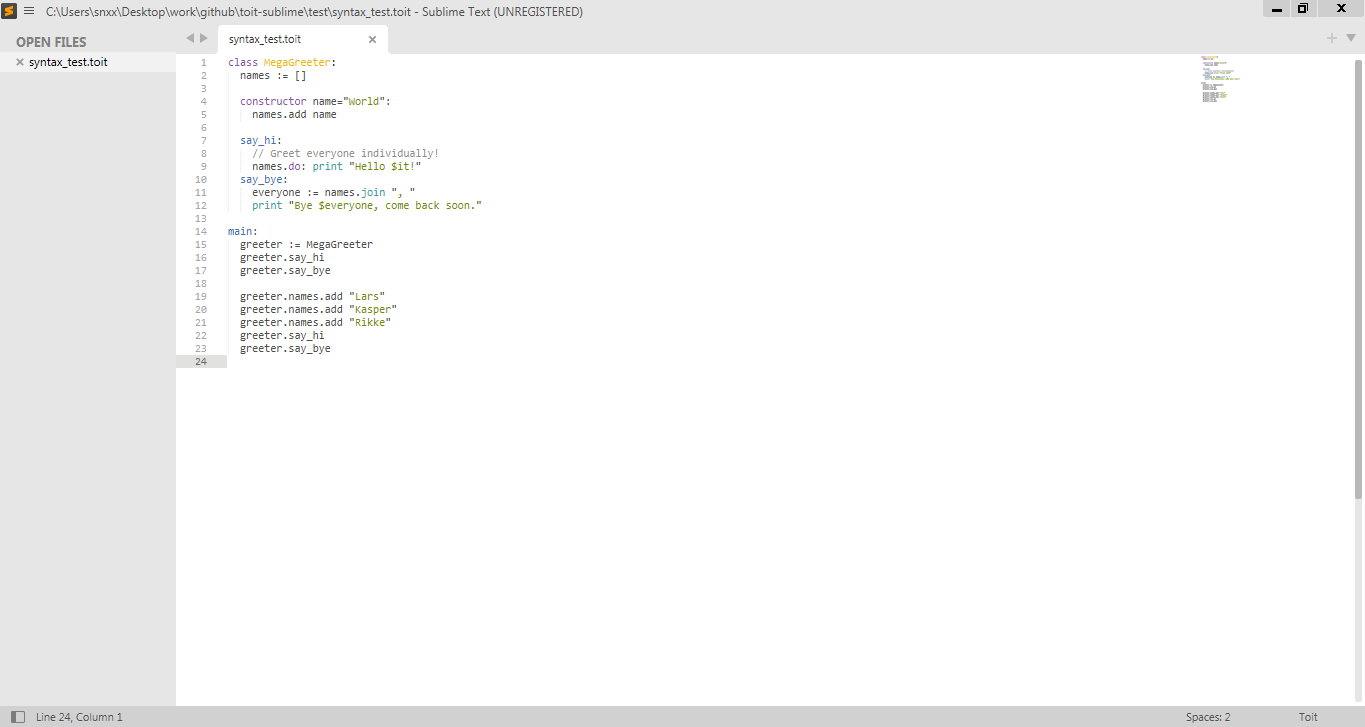 C:\Users\snxx\Desktop\work\github\toit-sublime\test\syntax_test.toit - Sublime Text (UNREGISTERED)
OPEN FILES
syntax_test.toit
syntax_test.toit
1 class MegaGreeter:
2   names := []
3
4   constructor name="World":
5     names.add name
6
7   say_hi:
8     // Greet everyone individually!
9     names.do: print "Hello $it!"
10   say_bye:
11     everyone := names.join ", "
12     print "Bye $everyone, come back soon."
13
14 main:
15   greeter := MegaGreeter
16   greeter.say_hi
17   greeter.say_bye
18
19   greeter.names.add "Lars"
20   greeter.names.add "Kasper"
21   greeter.names.add "Rikke"
22   greeter.say_hi
23   greeter.say_bye
24
Line 24, Column 1
Spaces: 2
Toit